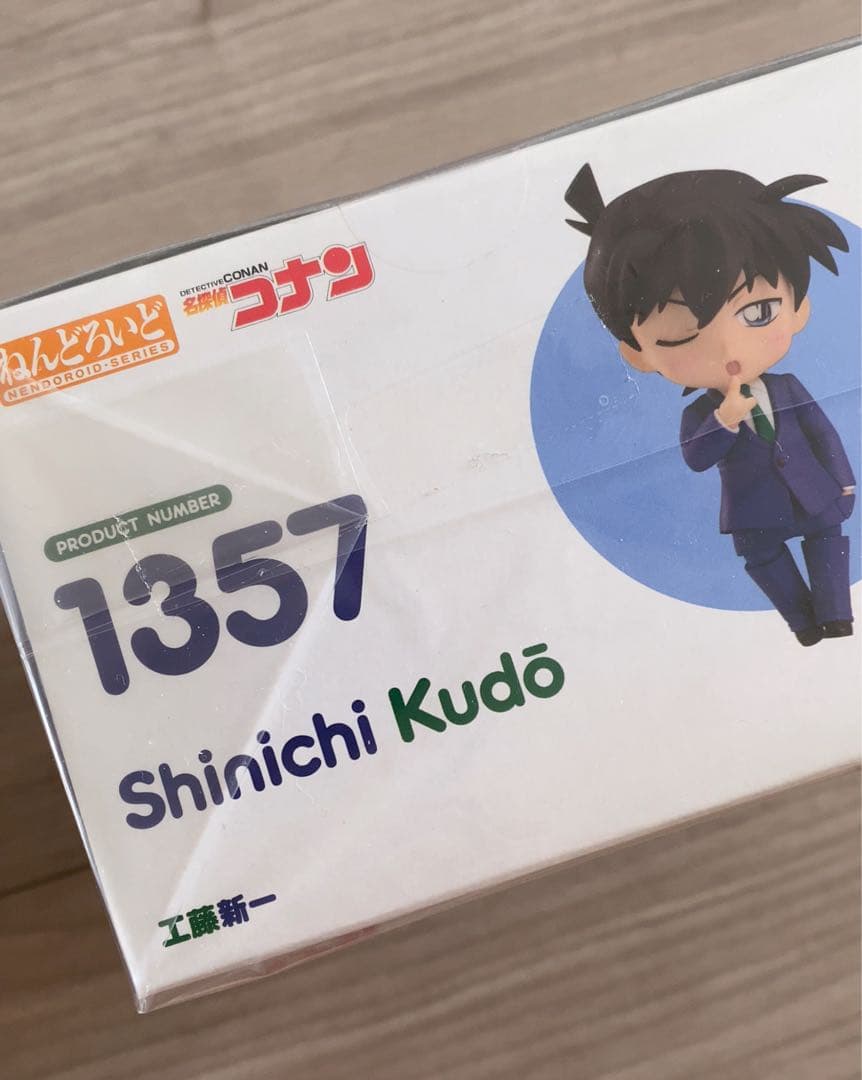 ねんどろいど
NENDOROID·SERIES
DETECTIVE CONAN
名探偵コナン
PRODUCT NUMBER
1357
Shinichi Kudō
工藤新一